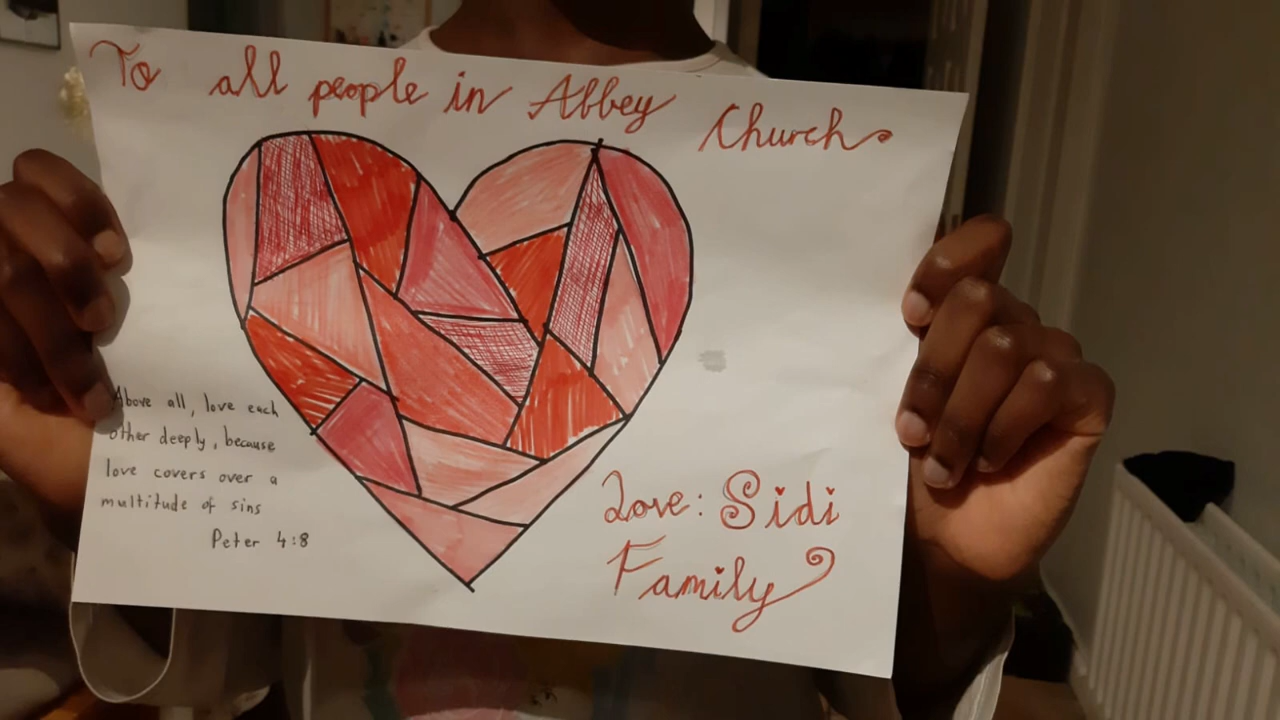 To all people in Abbey Church.
Above all, love each
other deeply, because
love covers over a
multitude of sins
Peter 4:8
Love: Sidi
Family